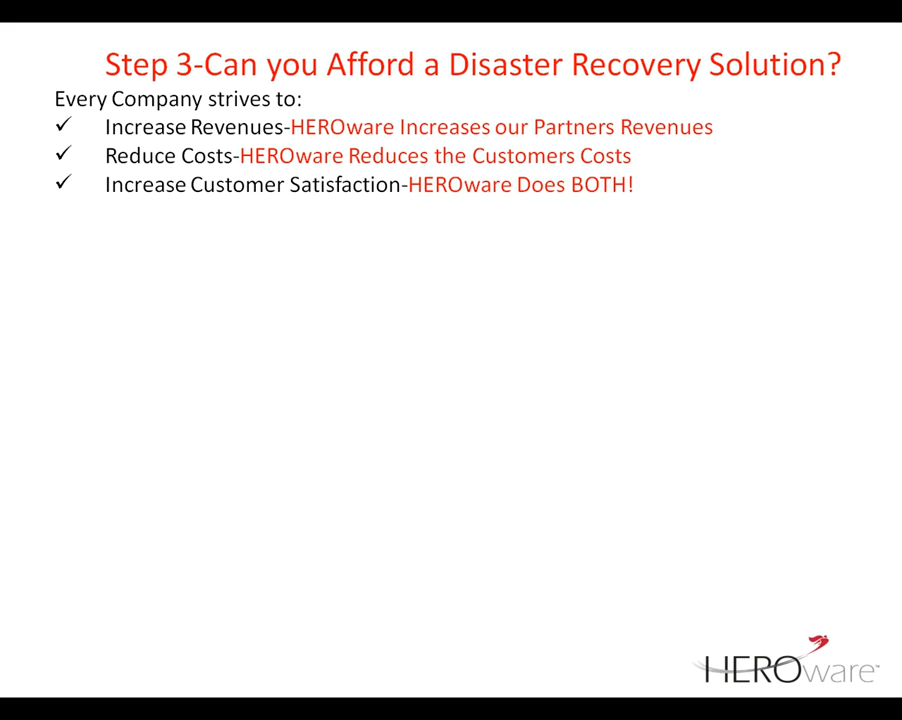 Step 3-Can you Afford a Disaster Recovery Solution?
Every Company strives to:
✓ Increase Revenues-HEROware Increases our Partners Revenues
✓ Reduce Costs-HEROware Reduces the Customers Costs
✓ Increase Customer Satisfaction-HEROware Does BOTH!
HEROware™